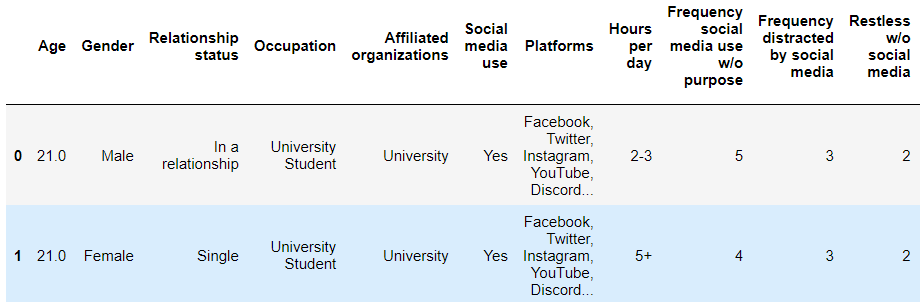 Age Gender Relationship status Occupation Affiliated organizations Social media use Platforms Hours per day Frequency social media use w/o purpose Frequency distracted by social media Restless w/o social media
0 21.0 Male In a relationship University Student University Yes Facebook, Twitter, Instagram, YouTube, Discord... 2-3 5 3 2
1 21.0 Female Single University Student University Yes Facebook, Twitter, Instagram, YouTube, Discord... 5+ 4 3 2